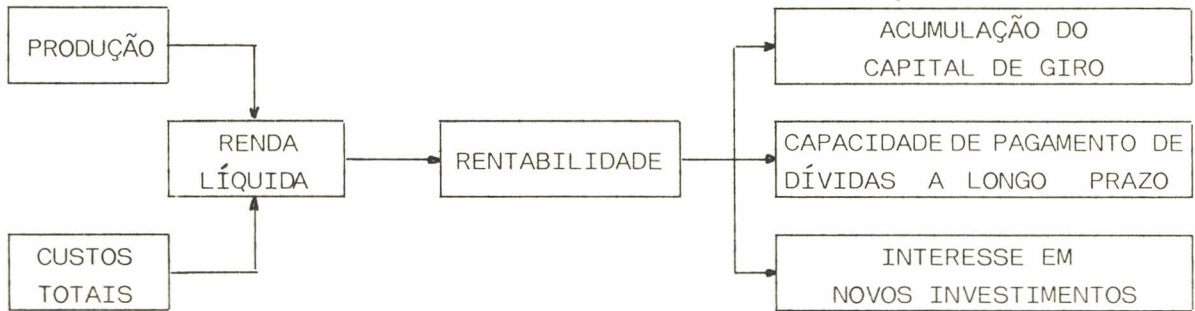 PRODUÇÃO
CUSTOS
TOTAIS
RENDA
LÍQUIDA
RENTABILIDADE
ACUMULAÇÃO DO
CAPITAL DE GIRO
CAPACIDADE DE PAGAMENTO DE
DÍVIDAS A LONGO PRAZO
INTERESSE EM
NOVOS INVESTIMENTOS